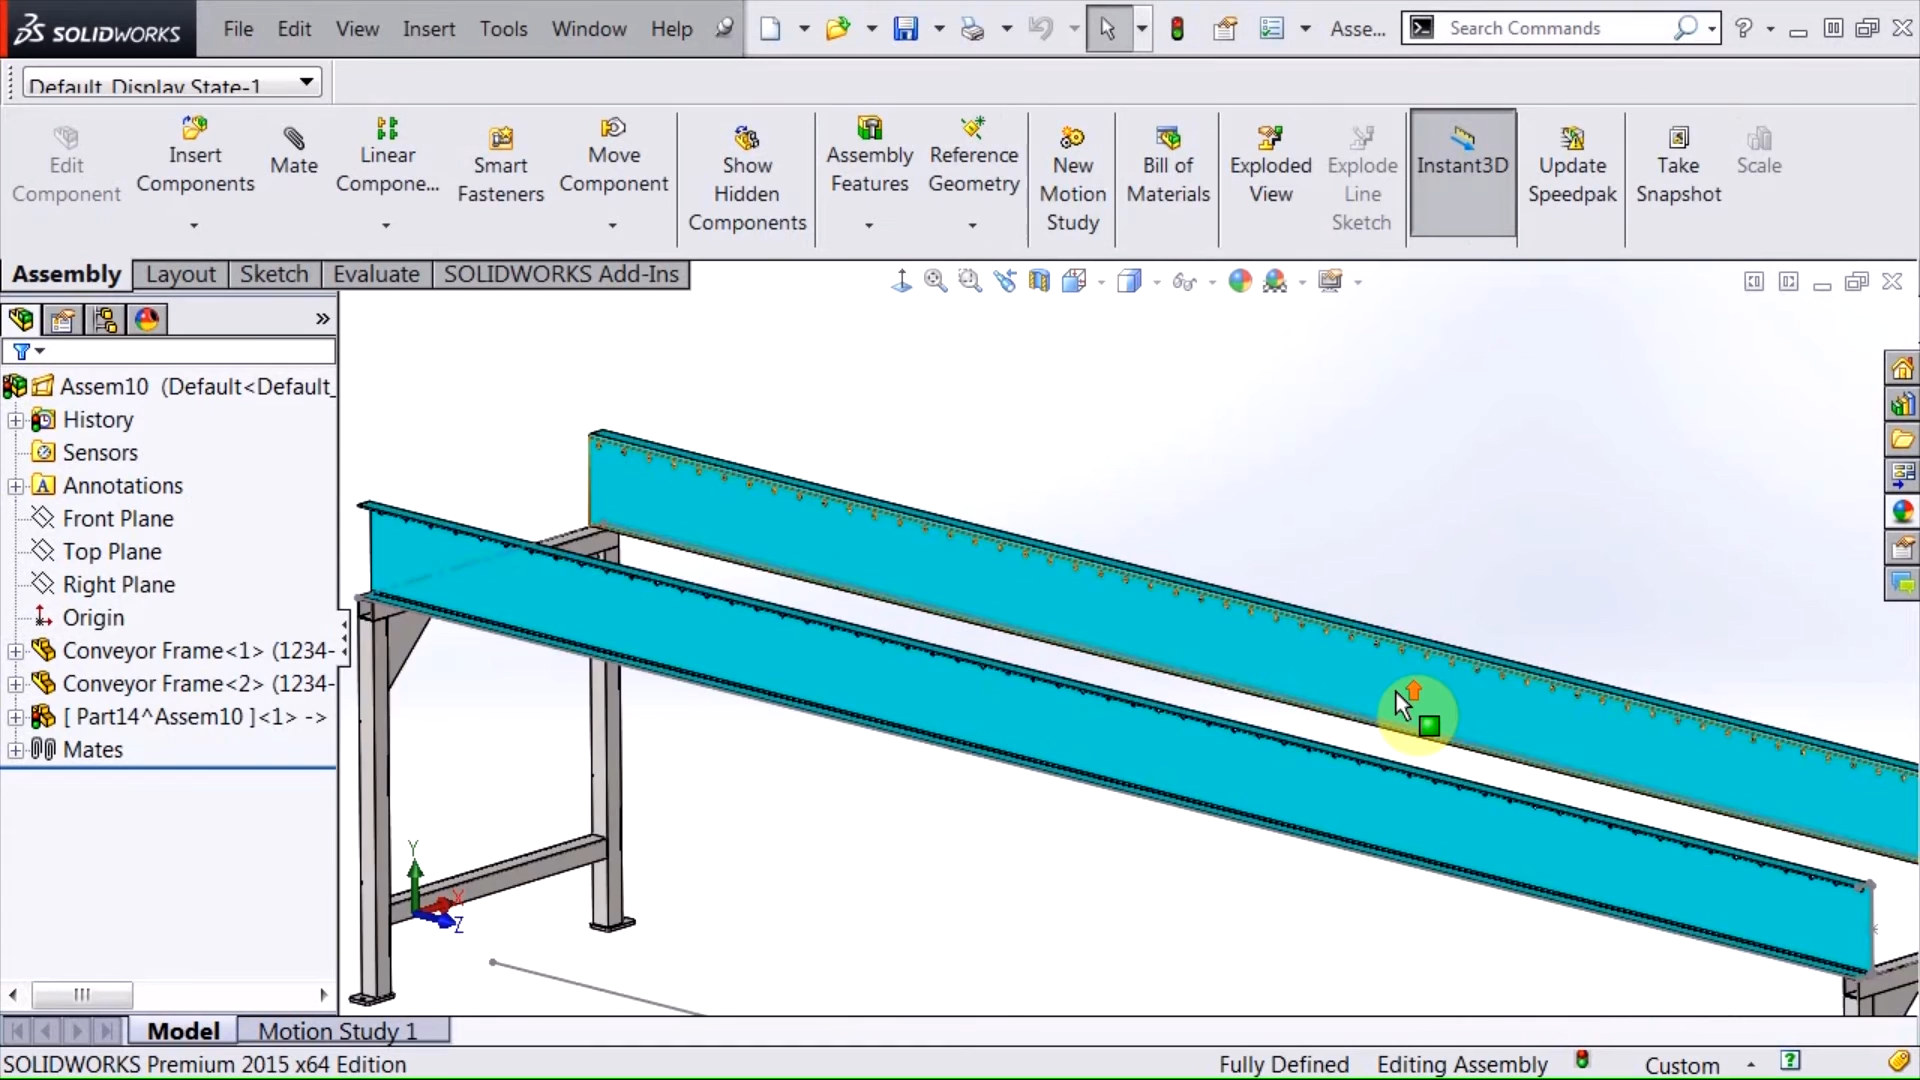 SOLIDWORKS File Edit View Insert Tools Window Help Asse... Search Commands ?
Default_Display State-1
Edit Component
Insert Components
Mate
Linear Compone...
Smart Fasteners
Move Component
Show Hidden Components
Assembly Features
Reference Geometry
New Motion Study
Bill of Materials
Exploded View
Explode Line Sketch
Instant3D
Update Speedpak
Take Snapshot
Scale
Assembly Layout Sketch Evaluate SOLIDWORKS Add-Ins
Assem10 (Default<Default_
History
Sensors
A Annotations
Front Plane
Top Plane
Right Plane
Origin
Conveyor Frame<1> (1234-
Conveyor Frame<2> (1234-
[ Part14^Assem10 ]<1> ->
Mates
Y
X
Z
Model Motion Study 1
SOLIDWORKS Premium 2015 x64 Edition Fully Defined Editing Assembly Custom ?